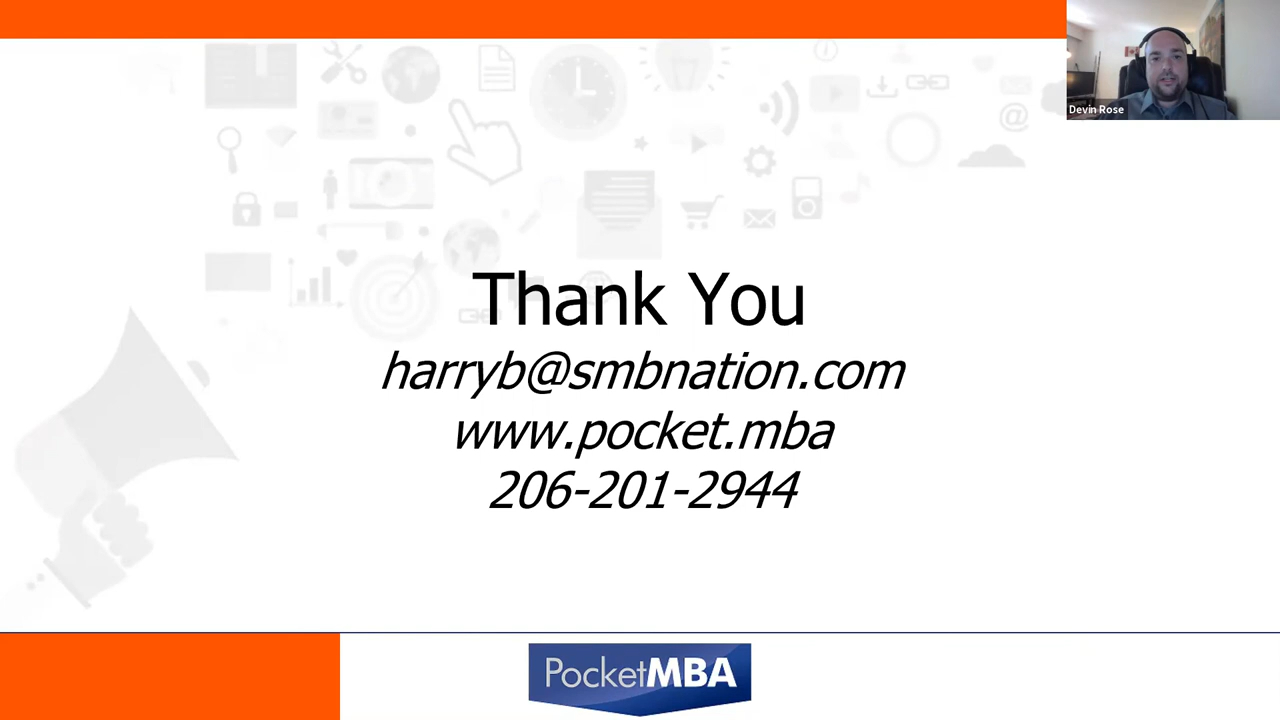 Devin Rose
Thank You
harryb@smbnation.com
www.pocket.mba
206-201-2944
PocketMBA